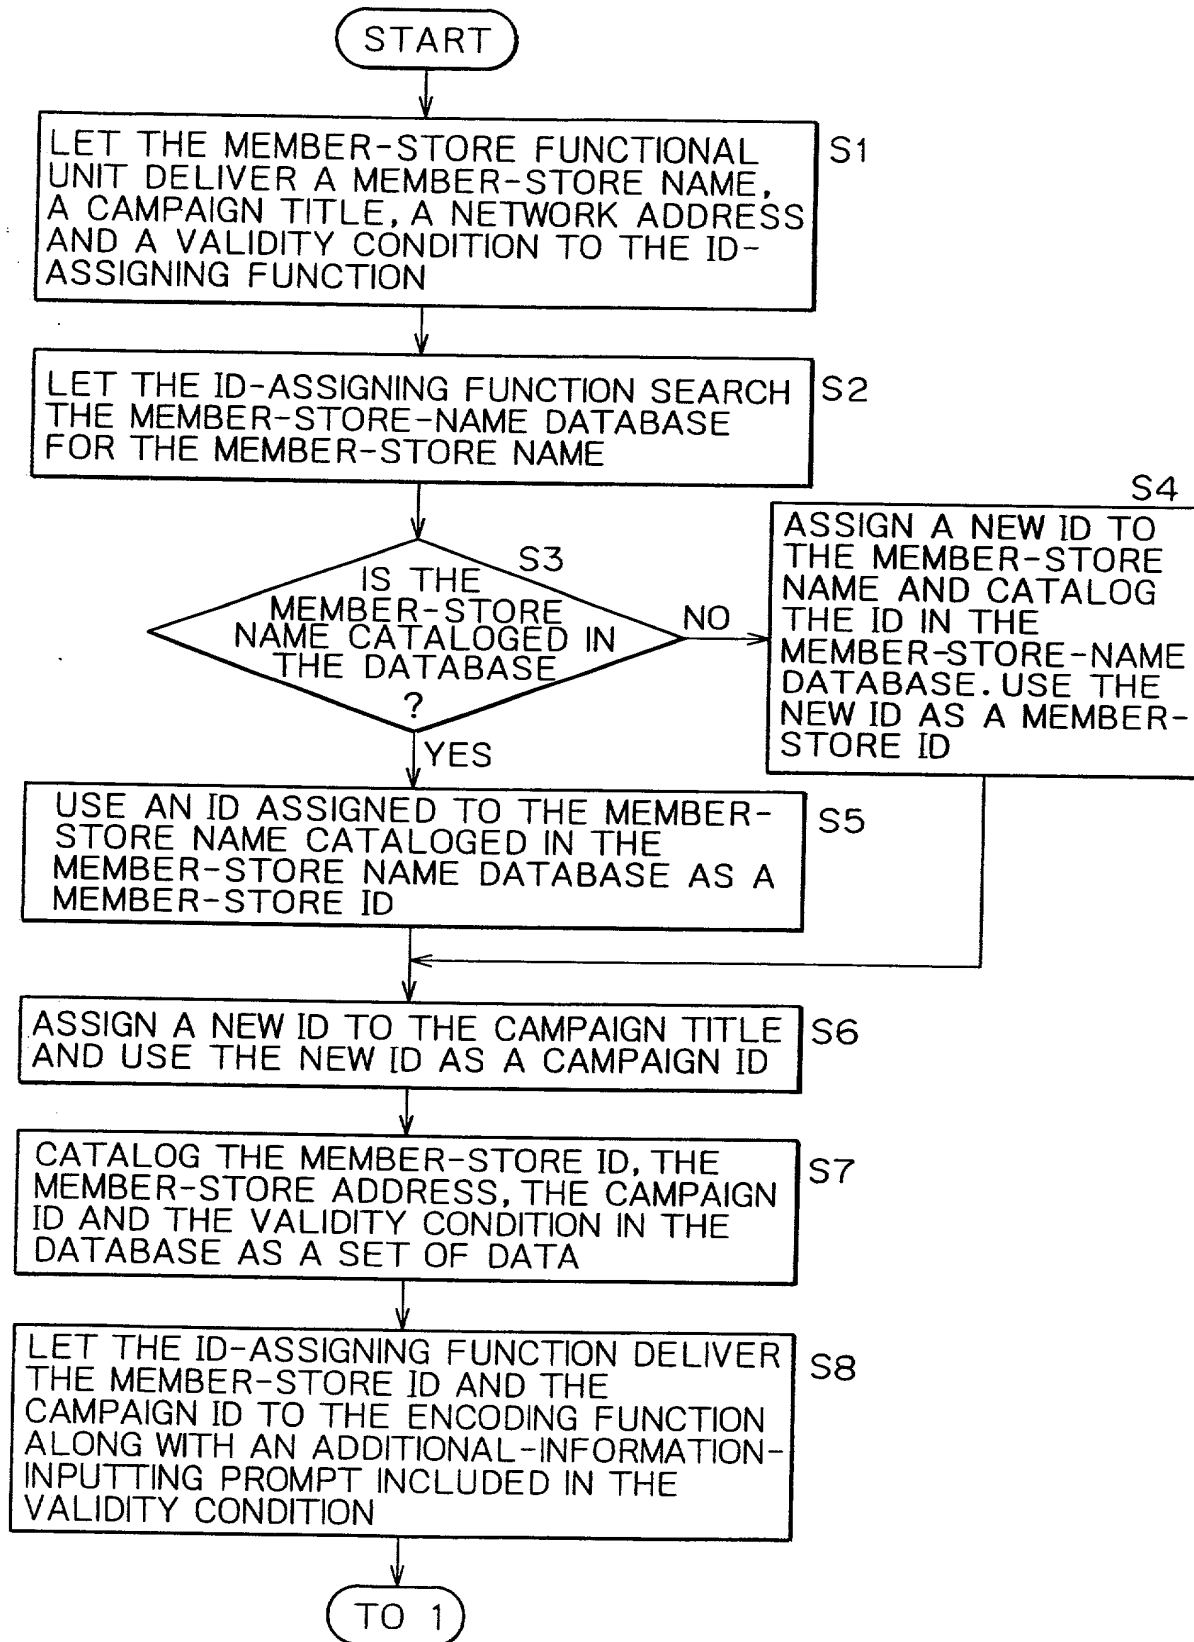 START
LET THE MEMBER-STORE FUNCTIONAL
UNIT DELIVER A MEMBER-STORE NAME,
A CAMPAIGN TITLE, A NETWORK ADDRESS
AND A VALIDITY CONDITION TO THE ID-
ASSIGNING FUNCTION
S1
LET THE ID-ASSIGNING FUNCTION SEARCH
THE MEMBER-STORE-NAME DATABASE
FOR THE MEMBER-STORE NAME
S2
S3
IS THE
MEMBER-STORE
NAME CATALOGED IN
THE DATABASE
?
NO
YES
S4
ASSIGN A NEW ID TO
THE MEMBER-STORE
NAME AND CATALOG
THE ID IN THE
MEMBER-STORE-NAME
DATABASE. USE THE
NEW ID AS A MEMBER-
STORE ID
USE AN ID ASSIGNED TO THE MEMBER-
STORE NAME CATALOGED IN THE
MEMBER-STORE NAME DATABASE AS A
MEMBER-STORE ID
S5
ASSIGN A NEW ID TO THE CAMPAIGN TITLE
AND USE THE NEW ID AS A CAMPAIGN ID
S6
CATALOG THE MEMBER-STORE ID, THE
MEMBER-STORE ADDRESS, THE CAMPAIGN
ID AND THE VALIDITY CONDITION IN THE
DATABASE AS A SET OF DATA
S7
LET THE ID-ASSIGNING FUNCTION DELIVER
THE MEMBER-STORE ID AND THE
CAMPAIGN ID TO THE ENCODING FUNCTION
ALONG WITH AN ADDITIONAL-INFORMATION-
INPUTTING PROMPT INCLUDED IN THE
VALIDITY CONDITION
S8
TO 1